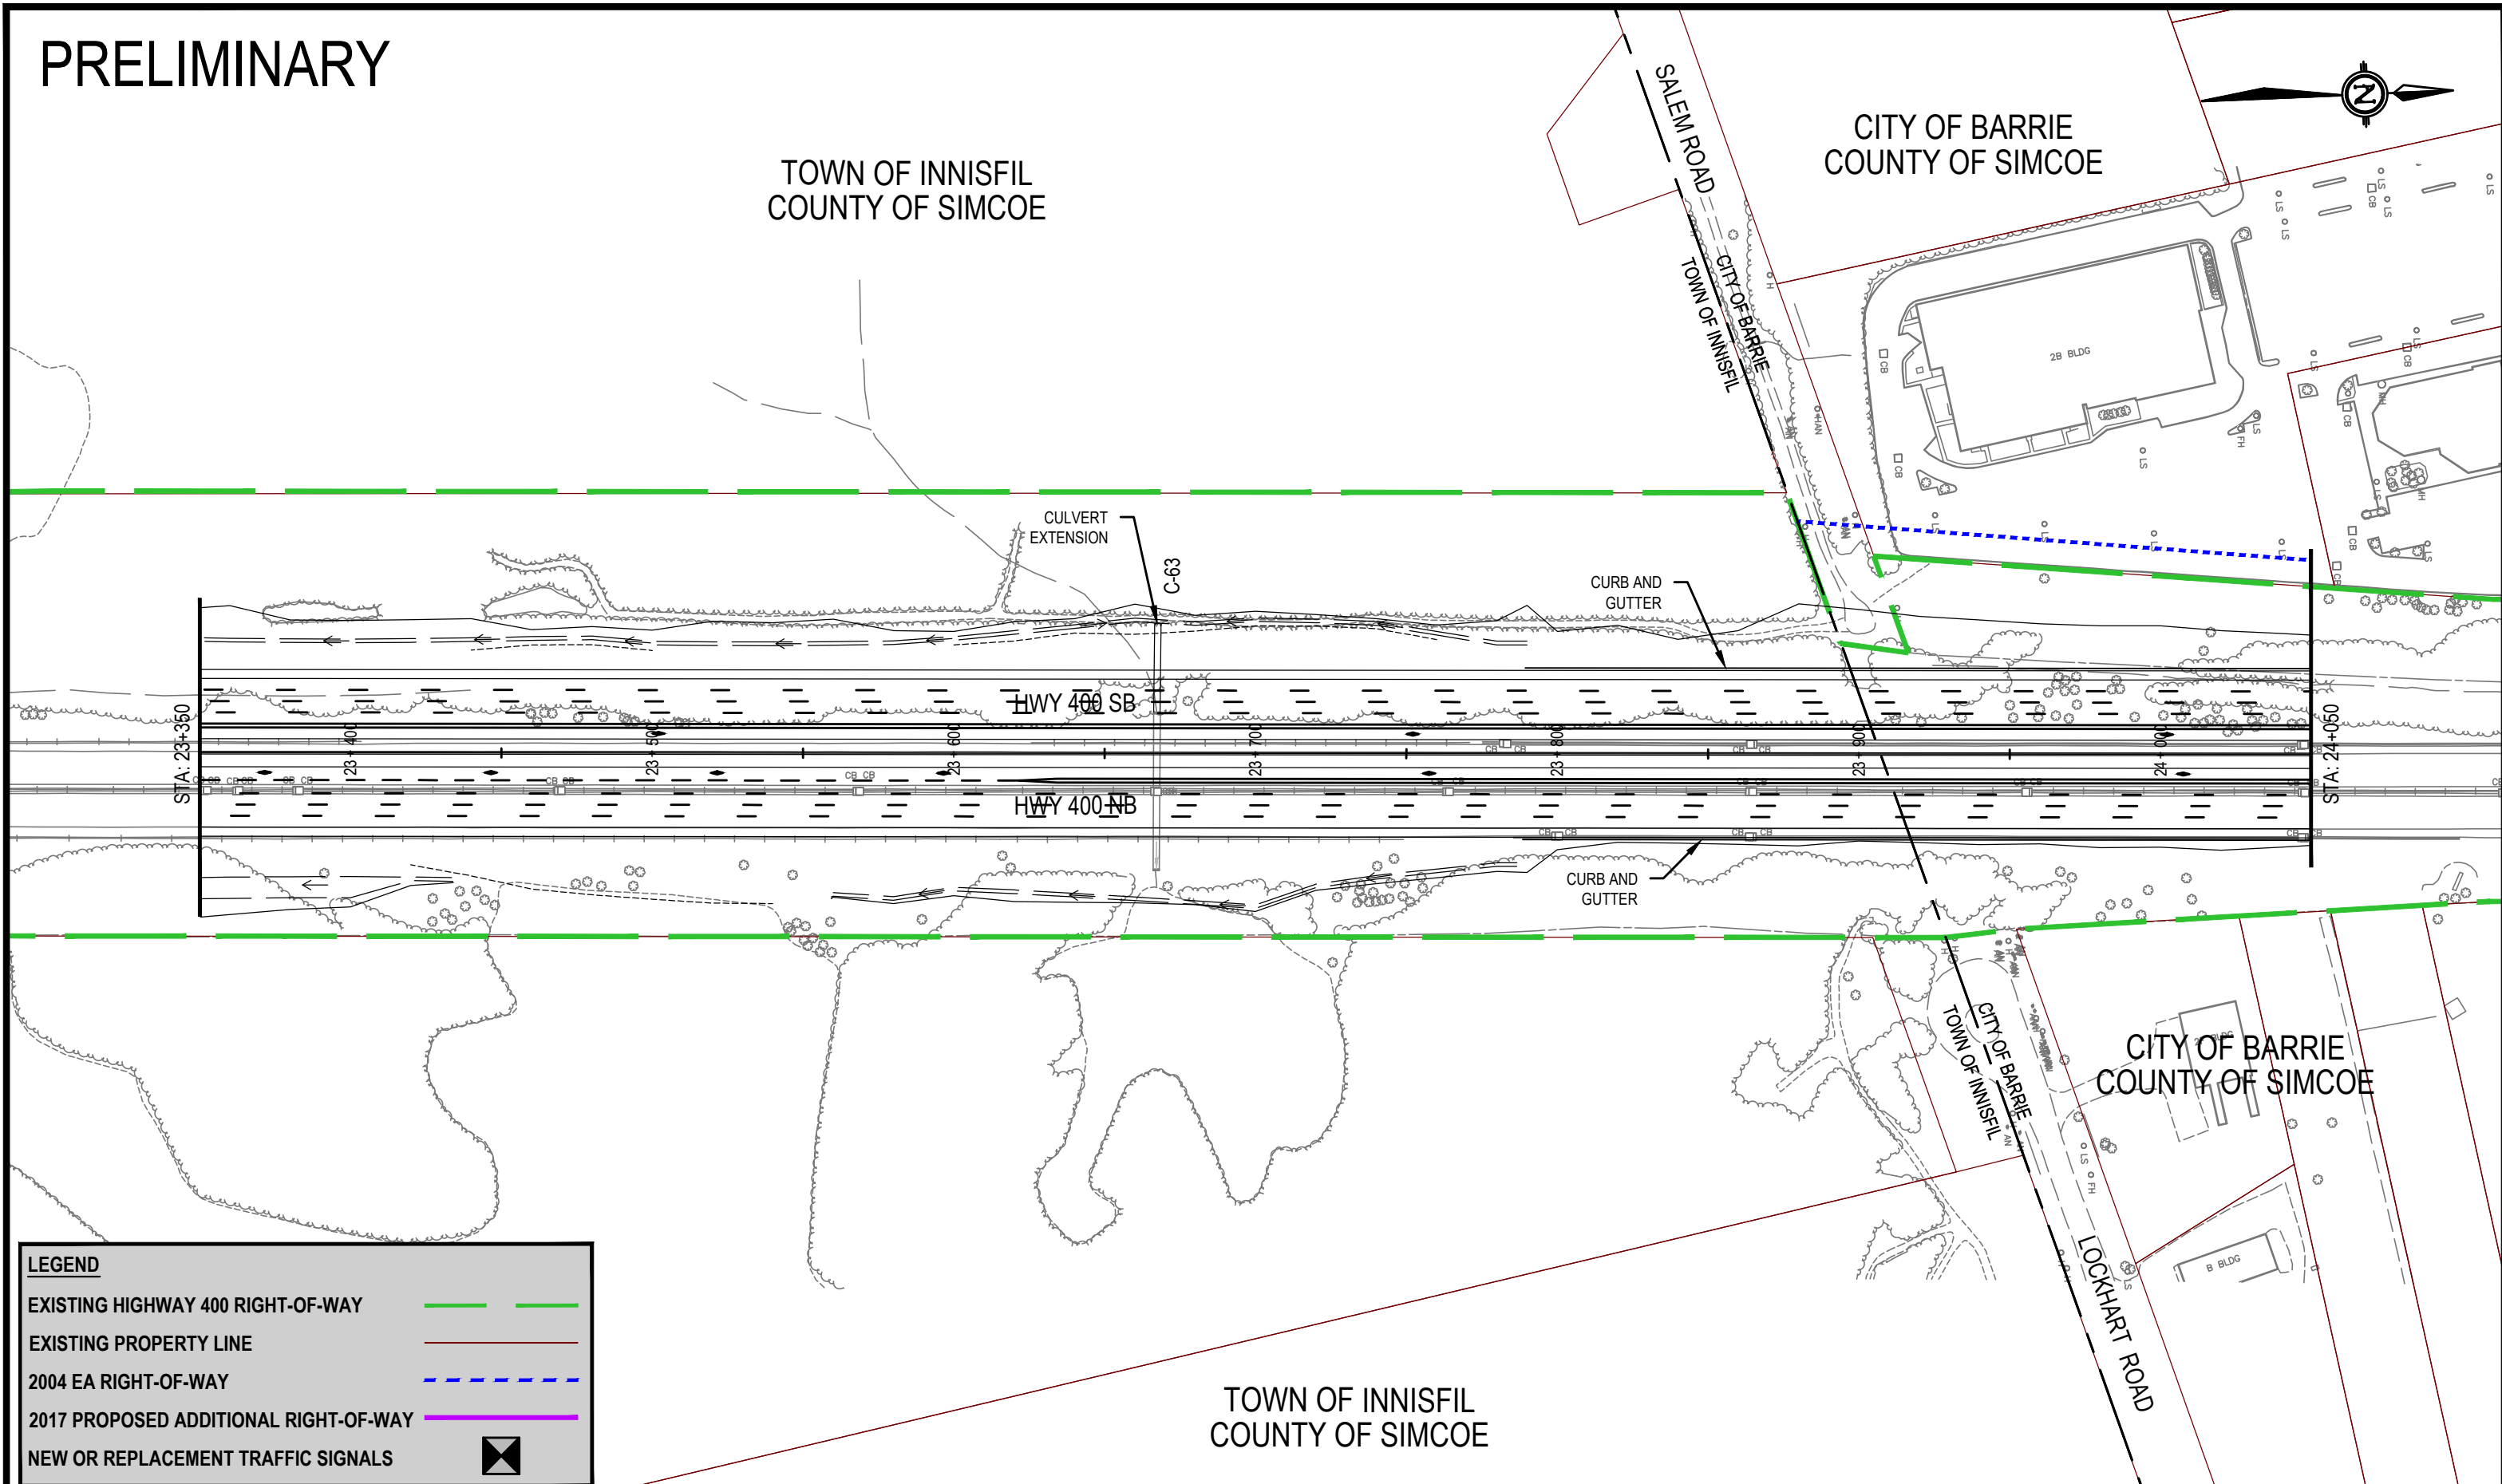 PRELIMINARY
TOWN OF INNISFIL
COUNTY OF SIMCOE
SALEM ROAD
CITY OF BARRIE
COUNTY OF SIMCOE
N
CITY OF BARRIE
TOWN OF INNISFIL
2B BLDG
CULVERT
EXTENSION
C-63
CURB AND
GUTTER
HWY 400 SB
STA: 23+350
23+400
23+500
23+600
23+700
23+800
23+900
24+000
STA: 24+050
HWY 400 NB
CURB AND
GUTTER
CITY OF BARRIE
TOWN OF INNISFIL
CITY OF BARRIE
COUNTY OF SIMCOE
B BLDG
LOCKHART ROAD
TOWN OF INNISFIL
COUNTY OF SIMCOE
LEGEND
EXISTING HIGHWAY 400 RIGHT-OF-WAY
EXISTING PROPERTY LINE
2004 EA RIGHT-OF-WAY
2017 PROPOSED ADDITIONAL RIGHT-OF-WAY
NEW OR REPLACEMENT TRAFFIC SIGNALS